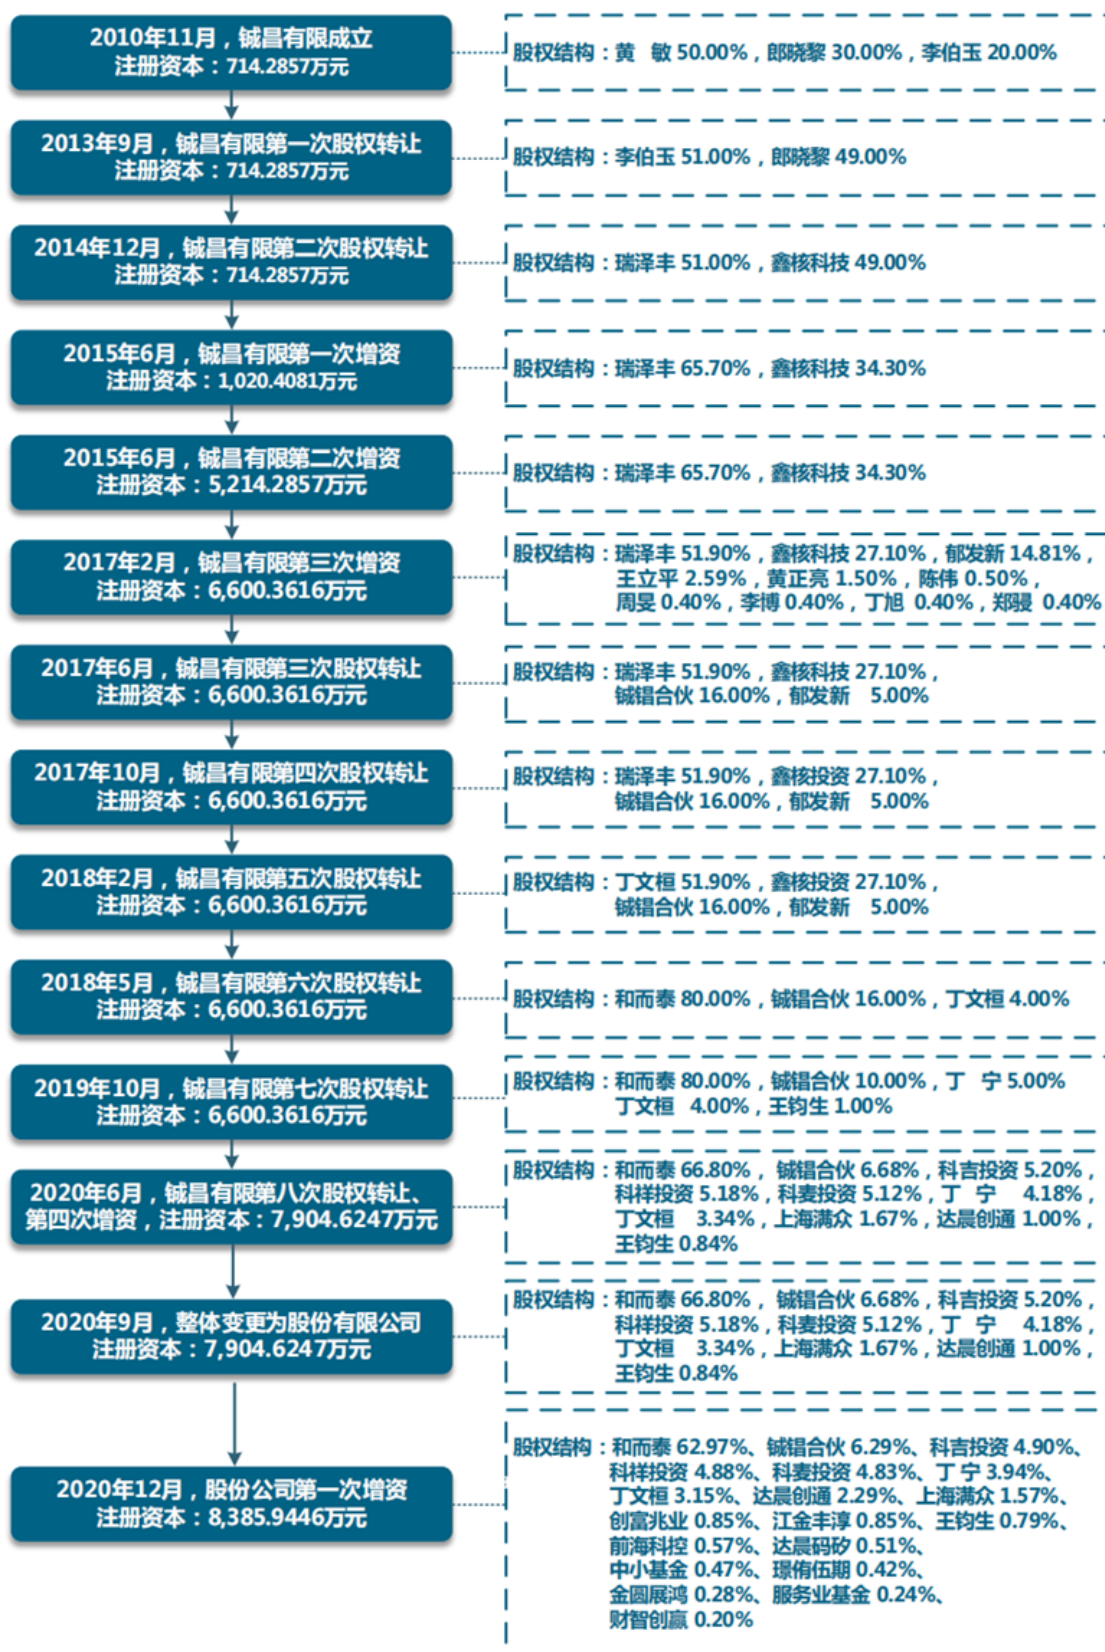 2010年11月，铖昌有限成立
注册资本：714.2857万元
股权结构：黄 敏 50.00%，郎晓黎 30.00%，李伯玉 20.00%
2013年9月，铖昌有限第一次股权转让
注册资本：714.2857万元
股权结构：李伯玉 51.00%，郎晓黎 49.00%
2014年12月，铖昌有限第二次股权转让
注册资本：714.2857万元
股权结构：瑞泽丰 51.00%，鑫核科技 49.00%
2015年6月，铖昌有限第一次增资
注册资本：1,020.4081万元
股权结构：瑞泽丰 65.70%，鑫核科技 34.30%
2015年6月，铖昌有限第二次增资
注册资本：5,214.2857万元
股权结构：瑞泽丰 65.70%，鑫核科技 34.30%
2017年2月，铖昌有限第三次增资
注册资本：6,600.3616万元
股权结构：瑞泽丰 51.90%，鑫核科技 27.10%，郁发新 14.81%，
王立平 2.59%，黄正亮 1.50%，陈伟 0.50%，
周旻 0.40%，李博 0.40%，丁旭 0.40%，郑骎 0.40%
2017年6月，铖昌有限第三次股权转让
注册资本：6,600.3616万元
股权结构：瑞泽丰 51.90%，鑫核科技 27.10%，
铖锠合伙 16.00%，郁发新 5.00%
2017年10月，铖昌有限第四次股权转让
注册资本：6,600.3616万元
股权结构：瑞泽丰 51.90%，鑫核投资 27.10%，
铖锠合伙 16.00%，郁发新 5.00%
2018年2月，铖昌有限第五次股权转让
注册资本：6,600.3616万元
股权结构：丁文桓 51.90%，鑫核投资 27.10%，
铖锠合伙 16.00%，郁发新 5.00%
2018年5月，铖昌有限第六次股权转让
注册资本：6,600.3616万元
股权结构：和而泰 80.00%，铖锠合伙 16.00%，丁文桓 4.00%
2019年10月，铖昌有限第七次股权转让
注册资本：6,600.3616万元
股权结构：和而泰 80.00%，铖锠合伙 10.00%，丁 宁 5.00%
丁文桓 4.00%，王钧生 1.00%
2020年6月，铖昌有限第八次股权转让、
第四次增资，注册资本：7,904.6247万元
股权结构：和而泰 66.80%，铖锠合伙 6.68%，科吉投资 5.20%，
科祥投资 5.18%，科麦投资 5.12%，丁 宁 4.18%，
丁文桓 3.34%，上海满众 1.67%，达晨创通 1.00%，
王钧生 0.84%
2020年9月，整体变更为股份有限公司
注册资本：7,904.6247万元
股权结构：和而泰 66.80%，铖锠合伙 6.68%，科吉投资 5.20%，
科祥投资 5.18%，科麦投资 5.12%，丁 宁 4.18%，
丁文桓 3.34%，上海满众 1.67%，达晨创通 1.00%，
王钧生 0.84%
2020年12月，股份公司第一次增资
注册资本：8,385.9446万元
股权结构：和而泰 62.97%、铖锠合伙 6.29%、科吉投资 4.90%、
科祥投资 4.88%、科麦投资 4.83%、丁 宁 3.94%、
丁文桓 3.15%、达晨创通 2.29%、上海满众 1.57%、
创富兆业 0.85%、江金丰淳 0.85%、王钧生 0.79%、
前海科控 0.57%、达晨码矽 0.51%、
中小基金 0.47%、璟侑伍期 0.42%、
金圆展鸿 0.28%、服务业基金 0.24%、
财智创赢 0.20%